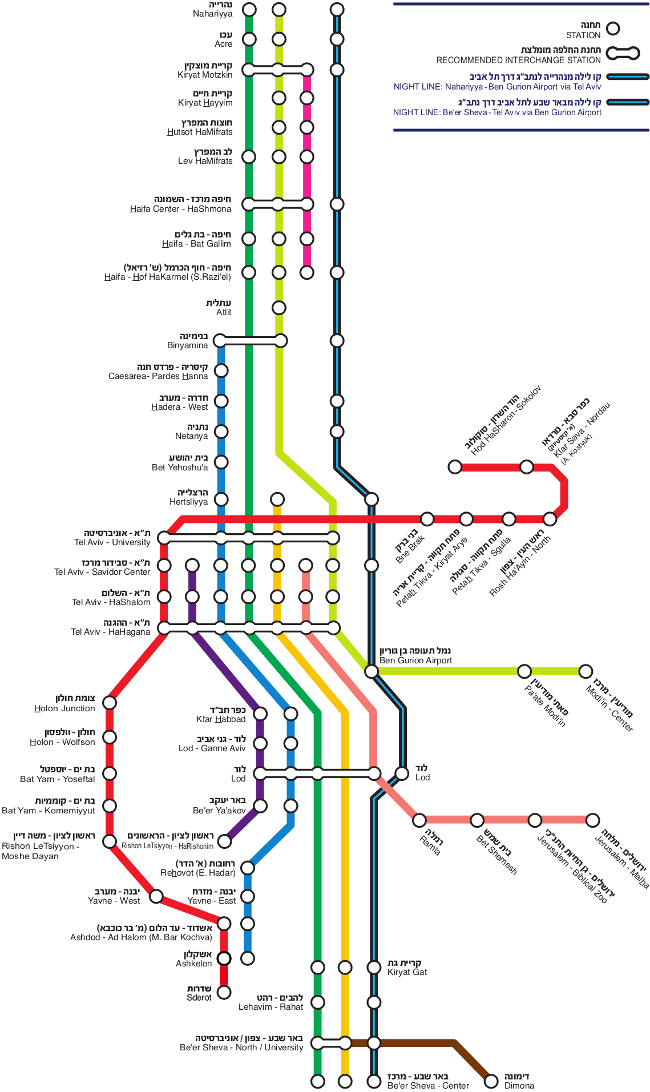 תחנה
STATION
תחנת החלפה מומלצת
RECOMMENDED INTERCHANGE STATION
קו לילה מנהרייה לנתב"ג דרך תל אביב
NIGHT LINE: Nahariyya - Ben Gurion Airport via Tel Aviv
קו לילה מבאר שבע לתל אביב דרך נתב"ג
NIGHT LINE: Be'er Sheva - Tel Aviv via Ben Gurion Airport
נהרייה
Nahariyya
עכו
Acre
קריית מוצקין
Kiryat Motzkin
קריית חיים
Kiryat Hayyim
חוצות המפרץ
Hutsot HaMifrats
לב המפרץ
Lev HaMifrats
חיפה מרכז - השמונה
Haifa Center - HaShmona
חיפה - בת גלים
Haifa - Bat Gallim
חיפה - חוף הכרמל (ש' רזיאל)
Haifa - Hof HaKarmel (S.Razi'el)
עתלית
Atlit
בנימינה
Binyamina
קיסריה - פרדס חנה
Caesarea- Pardes Hanna
חדרה - מערב
Hadera - West
נתניה
Netanya
בית יהושע
Bet Yehoshu'a
הרצלייה
Hertsliyya
הוד השרון - סוקולוב
Hod HaSharon - Sokolov
כפר סבא - נורדאו
(א' קוסטיוק)
Kfar Sava - Nordau
(A. Kostyuk)
ת"א - אוניברסיטה
Tel Aviv - University
בני ברק
Bne Brak
פתח תקווה - קריית אריה
Petah Tikva - Kiryat Arye
פתח תקווה - סגולה
Petah Tikva - Sgulla
ראש העין - צפון
Rosh Ha'Ayin - North
ת"א - סבידור מרכז
Tel Aviv - Savidor Center
ת"א - השלום
Tel Aviv - HaShalom
ת"א - ההגנה
Tel Aviv - HaHagana
נמל תעופה בן גוריון
Ben Gurion Airport
פאתי מודיעין
Pa'ate Modi'in
מודיעין - מרכז
Modi'in - Center
צומת חולון
Holon Junction
כפר חב"ד
Kfar Habbad
חולון - וולפסון
Holon - Wolfson
לוד - גני אביב
Lod - Ganne Aviv
בת ים - יוספטל
Bat Yam - Yoseftal
לוד
Lod
לוד
Lod
בת ים - קוממיות
Bat Yam - Komemiyyut
באר יעקב
Be'er Ya'akov
ראשון לציון - משה דיין
Rishon LeTsiyyon -
Moshe Dayan
ראשון לציון - הראשונים
Rishon LeTsiyyon - HaRishonim
רמלה
Ramla
בית שמש
Bet Shemesh
ירושלים - גן החיות התנ"כי
Jerusalem - Biblical Zoo
ירושלים - מלחה
Jerusalem - Malha
רחובות (א' הדר)
Rehovot (E. Hadar)
יבנה - מערב
Yavne - West
יבנה - מזרח
Yavne - East
אשדוד - עד הלום (מ' בר כוכבא)
Ashdod - Ad Halom (M. Bar Kochva)
אשקלון
Ashkelon
שדרות
Sderot
קריית גת
Kiryat Gat
להבים - רהט
Lehavim - Rahat
באר שבע - צפון / אוניברסיטה
Be'er Sheva - North / University
באר שבע - מרכז
Be'er Sheva - Center
דימונה
Dimona